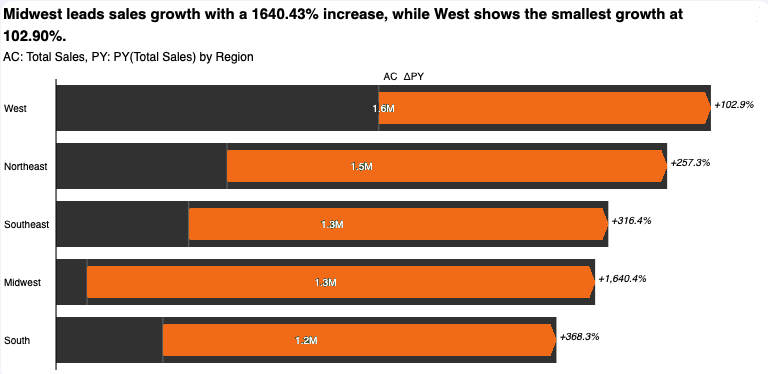 Midwest leads sales growth with a 1640.43% increase, while West shows the smallest growth at
102.90%.
AC: Total Sales, PY: PY(Total Sales) by Region
AC ΔPY
West 1.6M +102.9%
Northeast 1.5M +257.3%
Southeast 1.3M +316.4%
Midwest 1.3M +1,640.4%
South 1.2M +368.3%